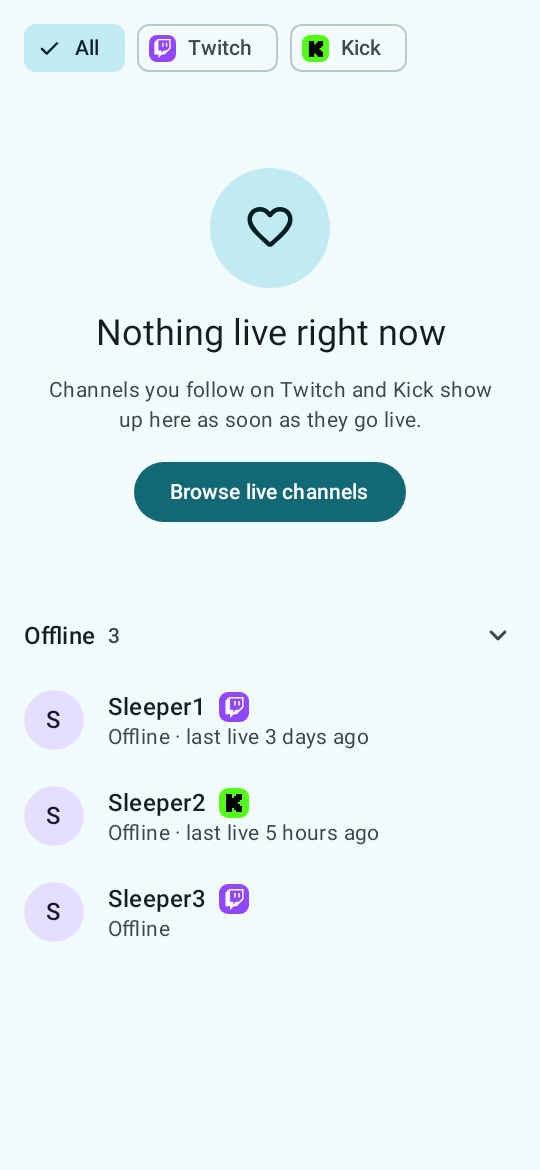 All
Twitch
Kick
Nothing live right now
Channels you follow on Twitch and Kick show
up here as soon as they go live.
Browse live channels
Offline 3
S
Sleeper1
Offline · last live 3 days ago
S
Sleeper2
Offline · last live 5 hours ago
S
Sleeper3
Offline